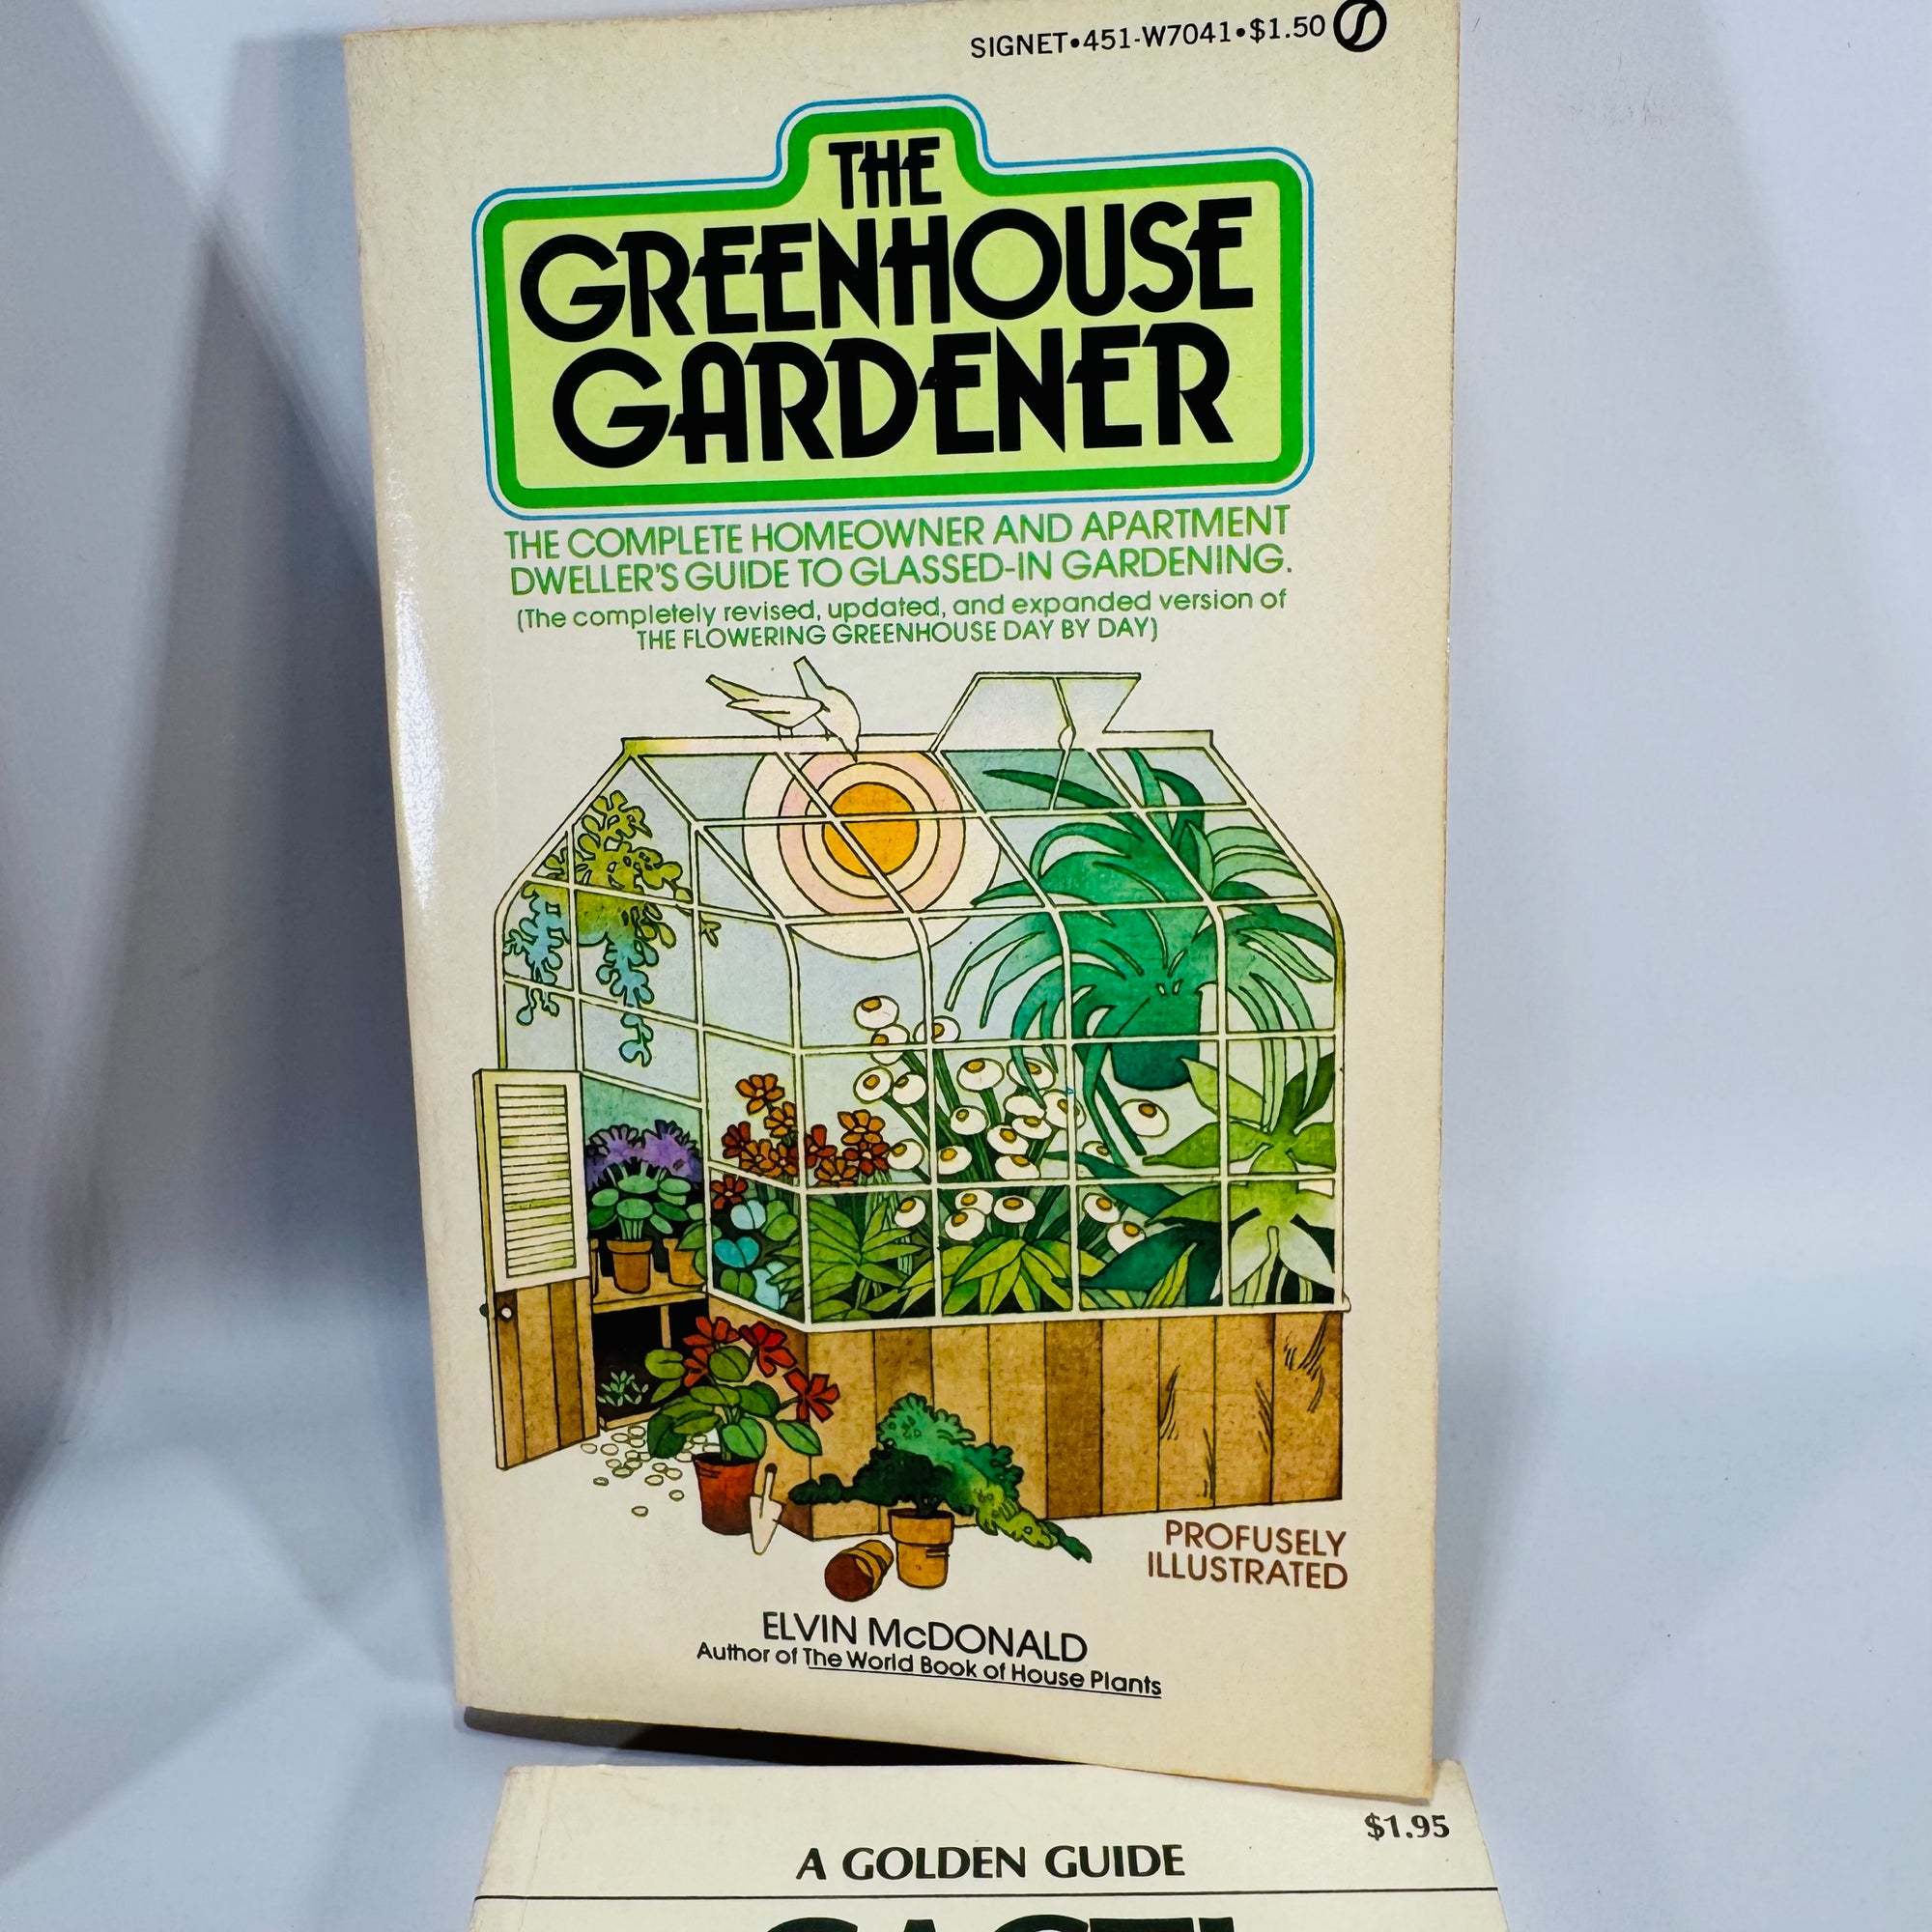 SIGNET•451-W7041•$1.50
THE
GREENHOUSE
GARDENER
THE COMPLETE HOMEOWNER AND APARTMENT
DWELLER'S GUIDE TO GLASSED-IN GARDENING.
(The completely revised, updated, and expanded version of
THE FLOWERING GREENHOUSE DAY BY DAY)
PROFUSELY
ILLUSTRATED
ELVIN McDONALD
Author of The World Book of House Plants
$1.95
A GOLDEN GUIDE
CACTI